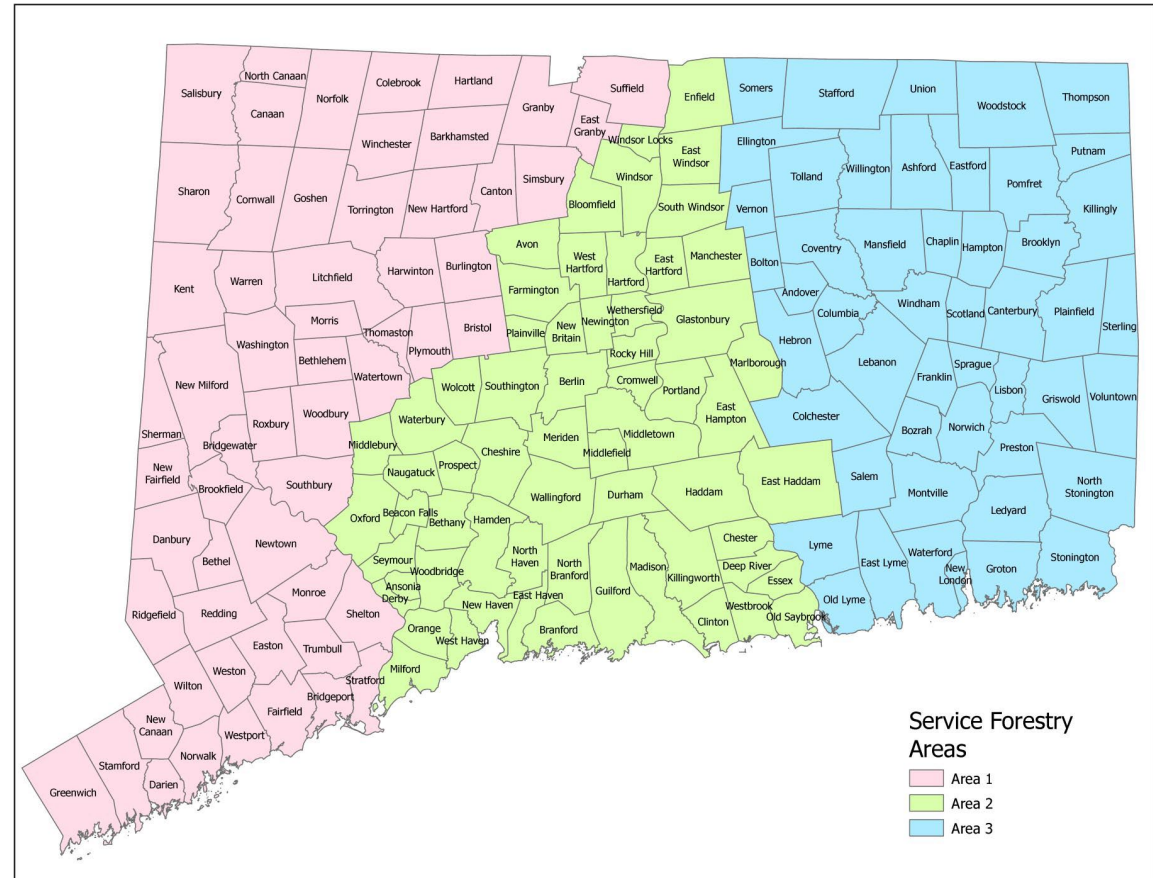 North Canaan
Colebrook
Hartland
Suffield
Salisbury
Norfolk
Granby
Canaan
East
Granby
Winchester
Barkhamsted
Enfield
Somers
Stafford
Union
Woodstock
Thompson
Windsor Locks
East
Windsor
Ellington
Putnam
Sharon
Cornwall
Goshen
Torrington
New Hartford
Canton
Simsbury
Windsor
Bloomfield
South Windsor
Tolland
Willington
Ashford
Eastford
Pomfret
Killingly
Vernon
Kent
Warren
Litchfield
Harwinton
Burlington
Avon
West
Hartford
Hartford
East
Hartford
Manchester
Bolton
Coventry
Mansfield
Chaplin
Hampton
Brooklyn
Farmington
Andover
Columbia
Windham
Scotland
Canterbury
Plainfield
Sterling
Morris
Washington
Bethlehem
Thomaston
Watertown
Plymouth
Bristol
Plainville
New
Britain
Newington
Wethersfield
Rocky Hill
Glastonbury
Marlborough
Hebron
Lebanon
Franklin
Sprague
Lisbon
Griswold
Voluntown
New Milford
Roxbury
Woodbury
Wolcott
Southington
Berlin
Cromwell
Portland
East
Hampton
Colchester
Bozrah
Norwich
Preston
Sherman
Bridgewater
Waterbury
Middlebury
Cheshire
Meriden
Middletown
Middlefield
New
Fairfield
Brookfield
Southbury
Naugatuck
Prospect
Wallingford
Durham
Haddam
East Haddam
Salem
Montville
North
Stonington
Ledyard
Oxford
Beacon Falls
Bethany
Hamden
Danbury
Bethel
Newtown
Seymour
Woodbridge
North
Haven
North
Branford
Guilford
Madison
Killingworth
Chester
Deep River
Essex
Lyme
East Lyme
Waterford
New
London
Groton
Stonington
Ridgefield
Redding
Monroe
Shelton
Ansonia
Derby
New Haven
East Haven
Westbrook
Old Saybrook
Old Lyme
Orange
West Haven
Branford
Clinton
Easton
Trumbull
Milford
Wilton
Weston
Stratford
Bridgeport
Fairfield
New
Canaan
Westport
Norwalk
Stamford
Darien
Greenwich
Service Forestry
Areas
Area 1
Area 2
Area 3